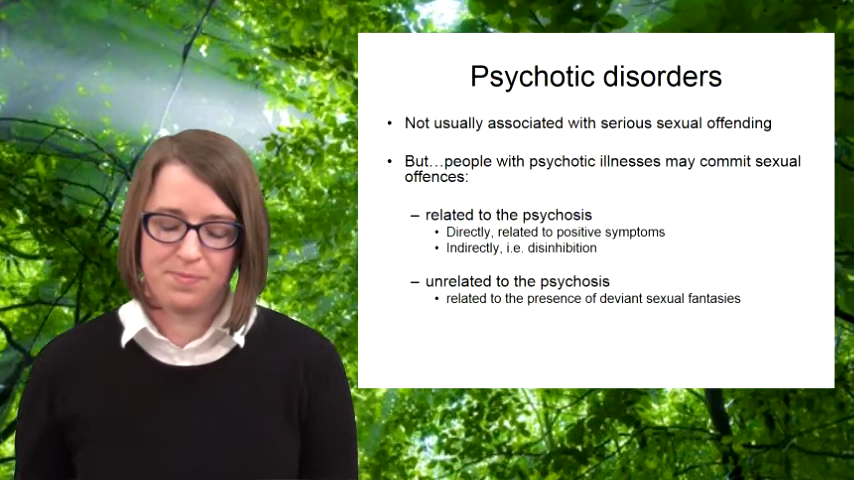 Psychotic disorders
• Not usually associated with serious sexual offending
• But…people with psychotic illnesses may commit sexual
offences:
– related to the psychosis
• Directly, related to positive symptoms
• Indirectly, i.e. disinhibition
– unrelated to the psychosis
• related to the presence of deviant sexual fantasies